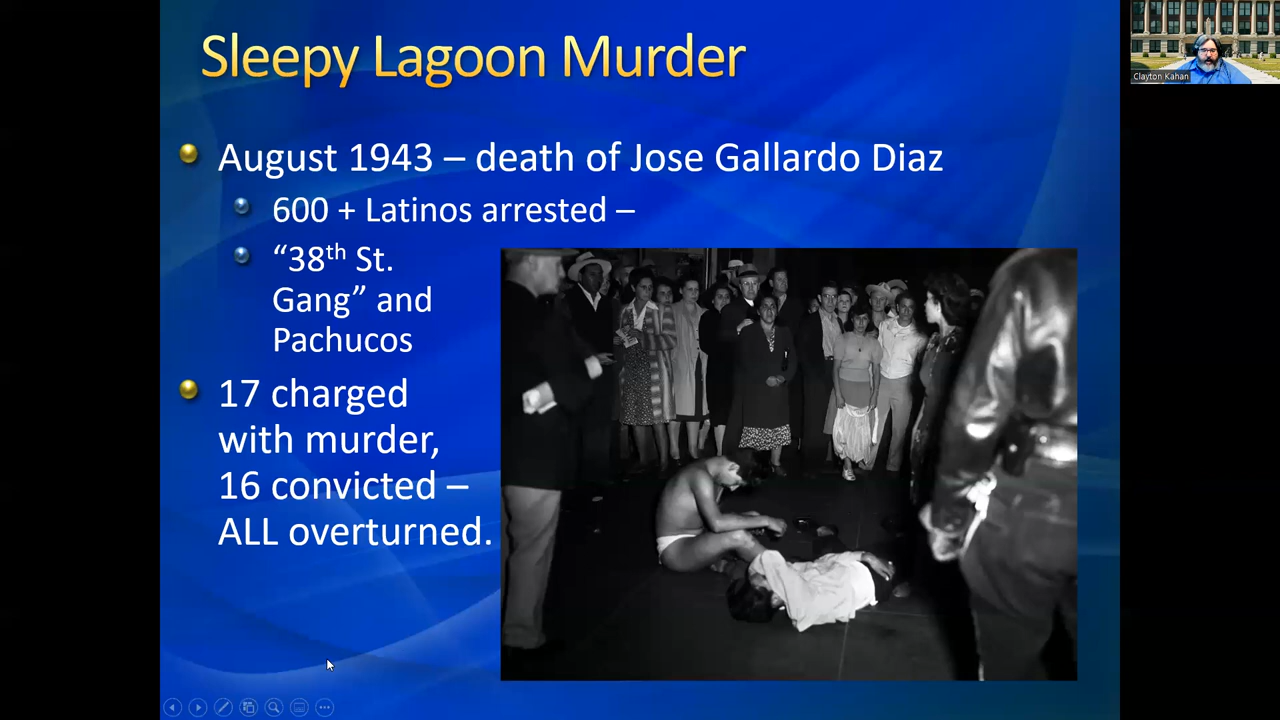 Sleepy Lagoon Murder
Clayton Kahan
August 1943 – death of Jose Gallardo Diaz
600 + Latinos arrested –
“38th St.
Gang” and
Pachucos
17 charged
with murder,
16 convicted –
ALL overturned.